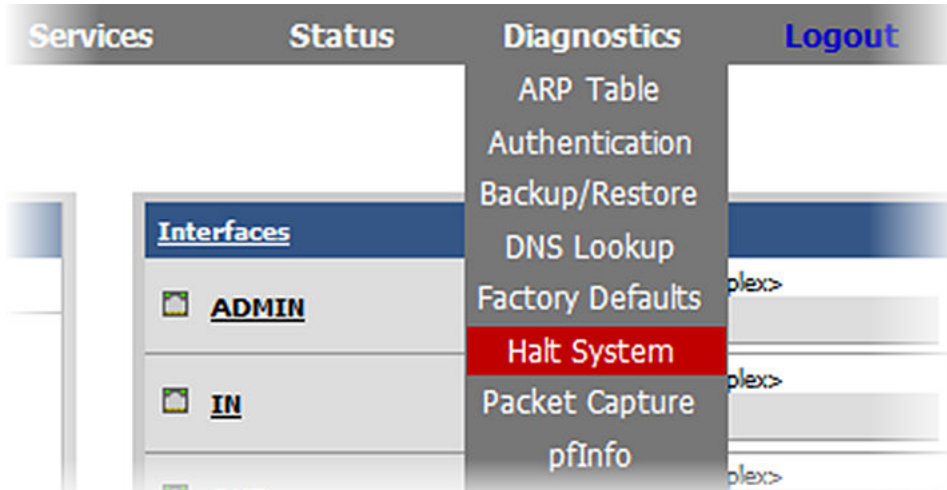 Services Status Diagnostics Logout
ARP Table
Authentication
Backup/Restore
Interfaces
DNS Lookup
plex>
Factory Defaults
ADMIN
Halt System
plex>
IN
Packet Capture
pfInfo
plex>